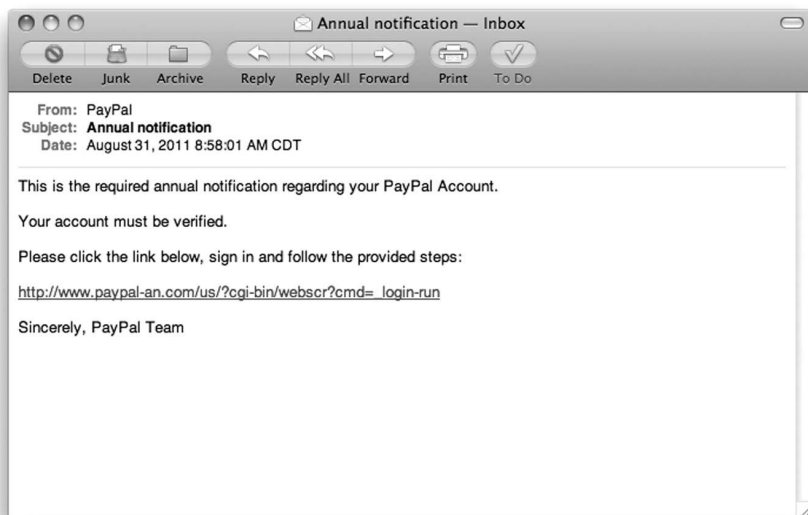 Annual notification — Inbox
Delete Junk Archive Reply Reply All Forward Print To Do
From: PayPal
Subject: Annual notification
Date: August 31, 2011 8:58:01 AM CDT
This is the required annual notification regarding your PayPal Account.
Your account must be verified.
Please click the link below, sign in and follow the provided steps:
http://www.paypal-an.com/us/?cgi-bin/webscr?cmd=_login-run
Sincerely, PayPal Team